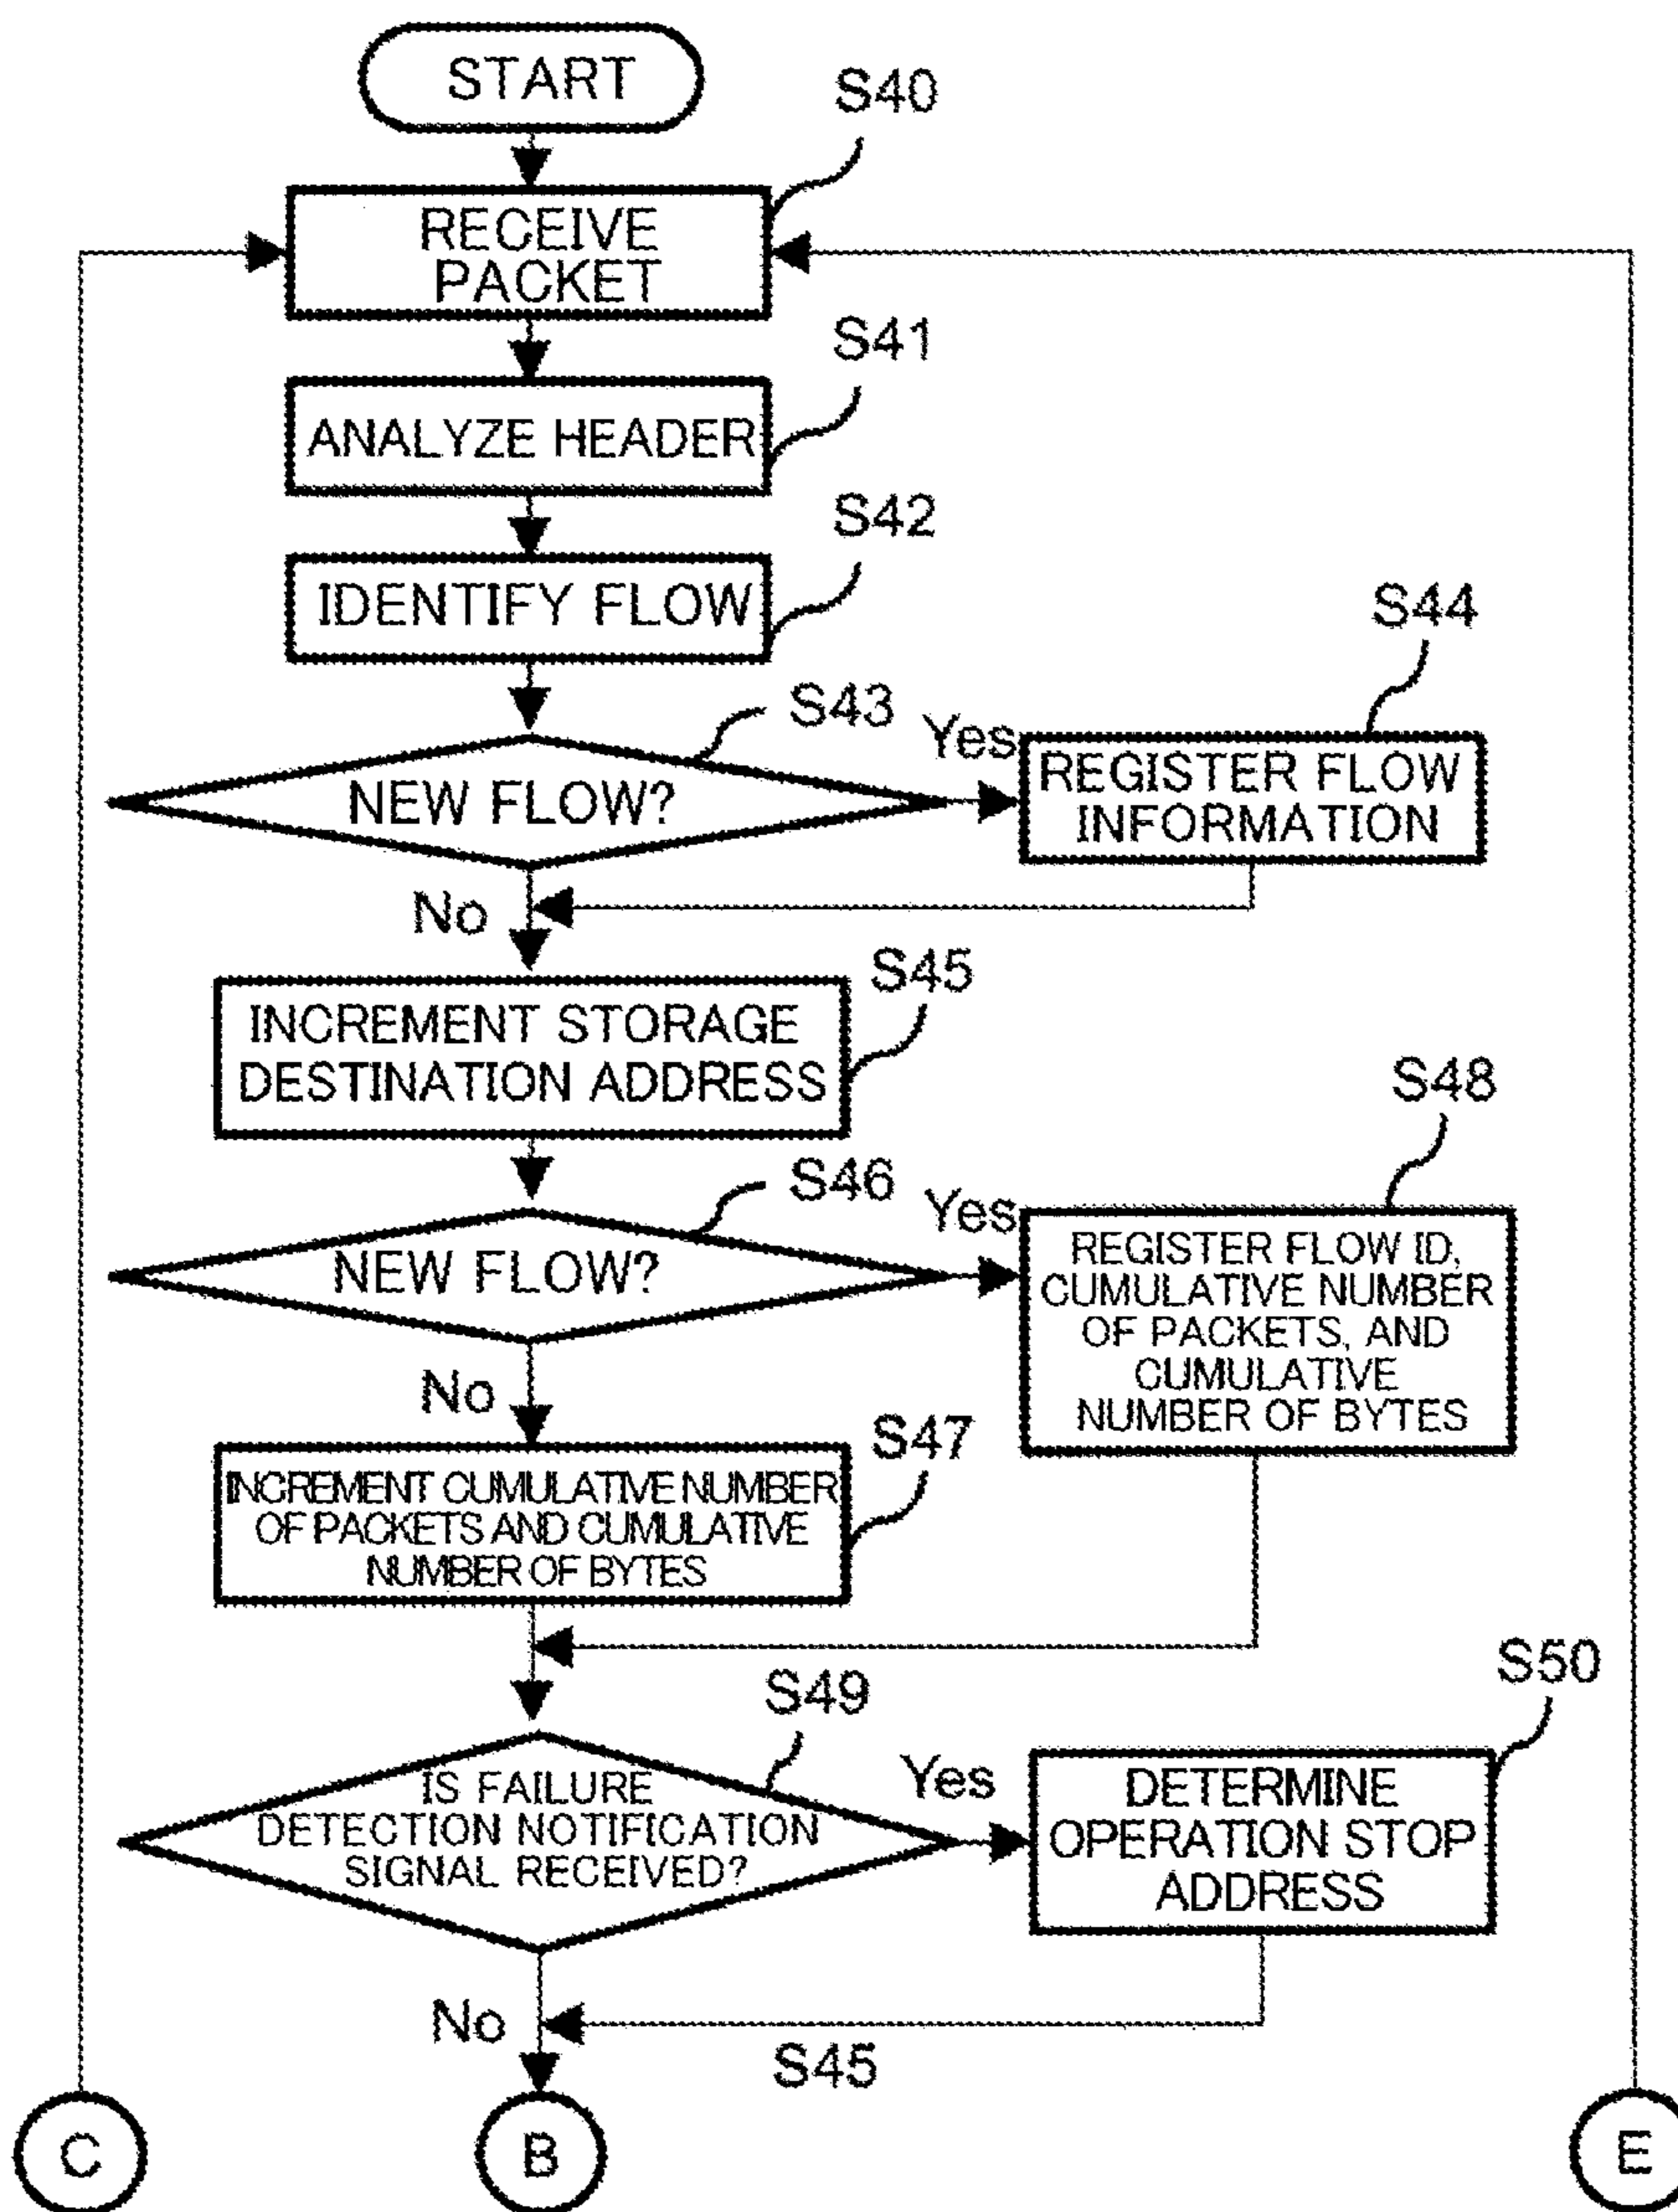 START
S40
RECEIVE
PACKET
S41
ANALYZE HEADER
S42
IDENTIFY FLOW
S43
NEW FLOW?
Yes
S44
REGISTER FLOW
INFORMATION
No
S45
INCREMENT STORAGE
DESTINATION ADDRESS
S46
NEW FLOW?
Yes
S48
REGISTER FLOW ID,
CUMULATIVE NUMBER
OF PACKETS, AND
CUMULATIVE
NUMBER OF BYTES
No
S47
INCREMENT CUMULATIVE NUMBER
OF PACKETS AND CUMULATIVE
NUMBER OF BYTES
S49
IS FAILURE
DETECTION NOTIFICATION
SIGNAL RECEIVED?
Yes
S50
DETERMINE
OPERATION STOP
ADDRESS
No
S45
C
B
E